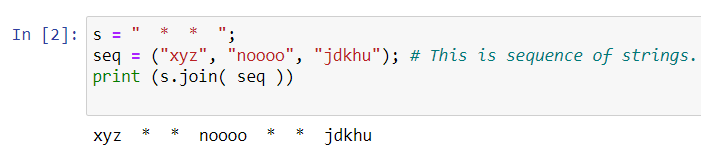 In [2]: s = "  *  *  ";
seq = ("xyz", "noooo", "jdkhu"); # This is sequence of strings.
print (s.join( seq ))
xyz  *  *  noooo  *  *  jdkhu